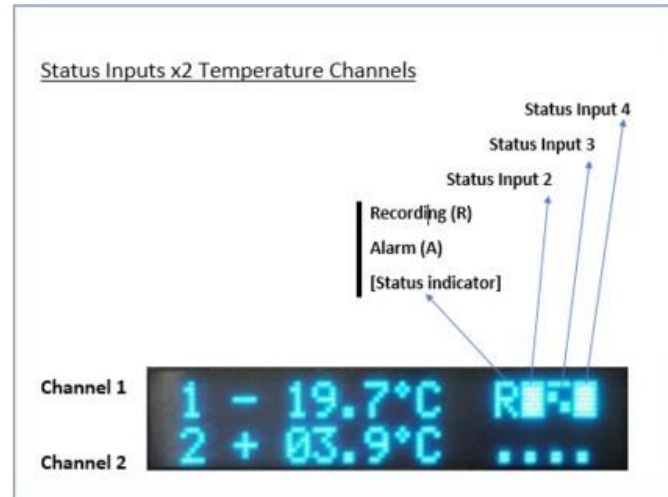 Status Inputs x2 Temperature Channels
Status Input 4
Status Input 3
Status Input 2
Recording (R)
Alarm (A)
[Status indicator]
Channel 1
1 - 19.7°C R
Channel 2
2 + 03.9°C ....